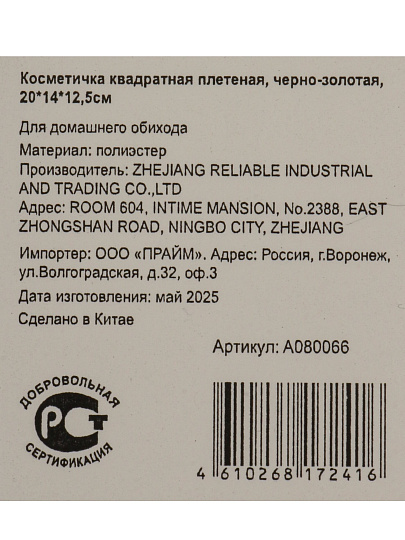 Косметичка квадратная плетеная, черно-золотая,
20*14*12,5см
Для домашнего обихода
Материал: полиэстер
Производитель: ZHEJIANG RELIABLE INDUSTRIAL
AND TRADING CO.,LTD
Адрес: ROOM 604, INTIME MANSION, No.2388, EAST
ZHONGSHAN ROAD, NINGBO CITY, ZHEJIANG
Импортер: ООО «ПРАЙМ». Адрес: Россия, г.Воронеж,
ул.Волгоградская, д.32, оф.3
Дата изготовления: май 2025
Сделано в Китае
Артикул: A080066
ДОБРОВОЛЬНАЯ
РСТ
СЕРТИФИКАЦИЯ
4 610268 172416